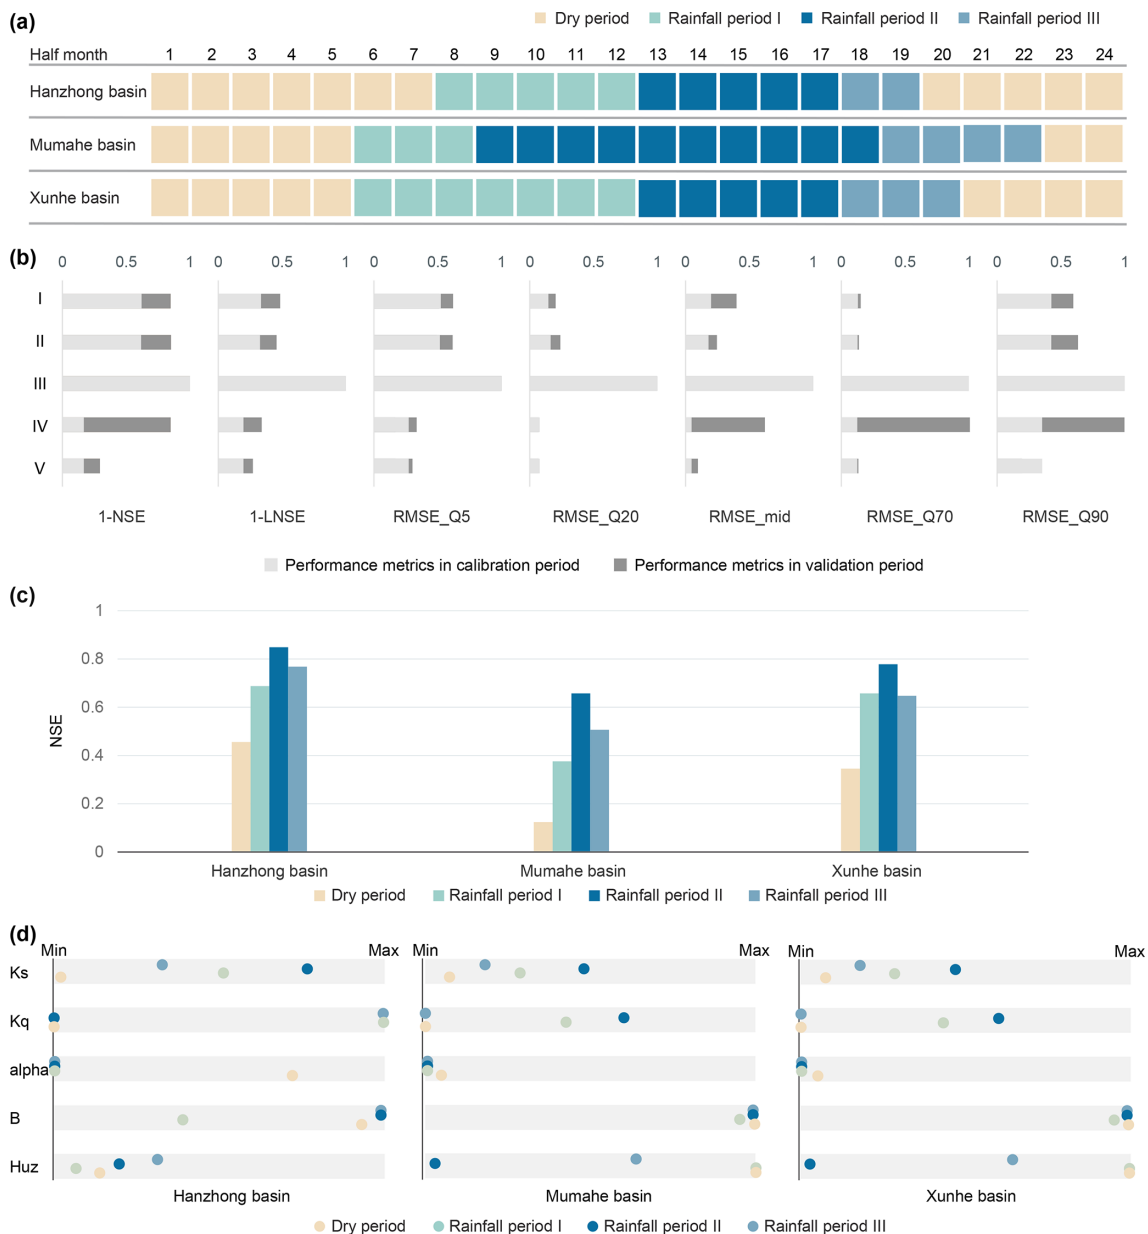 (a)
Dry period Rainfall period I Rainfall period II Rainfall period III
Half month 1 2 3 4 5 6 7 8 9 10 11 12 13 14 15 16 17 18 19 20 21 22 23 24
Hanzhong basin
Mumahe basin
Xunhe basin
(b)
0 0.5 1 0 0.5 1 0 0.5 1 0 0.5 1 0 0.5 1 0 0.5 1 0 0.5 1
I
II
III
IV
V
1-NSE 1-LNSE RMSE_Q5 RMSE_Q20 RMSE_mid RMSE_Q70 RMSE_Q90
Performance metrics in calibration period Performance metrics in validation period
(c)
1
0.8
0.6
0.4
0.2
0
NSE
Hanzhong basin Mumahe basin Xunhe basin
Dry period Rainfall period I Rainfall period II Rainfall period III
(d)
Min Max Min Max Min Max
Ks
Kq
alpha
B
Huz
Hanzhong basin Mumahe basin Xunhe basin
Dry period Rainfall period I Rainfall period II Rainfall period III